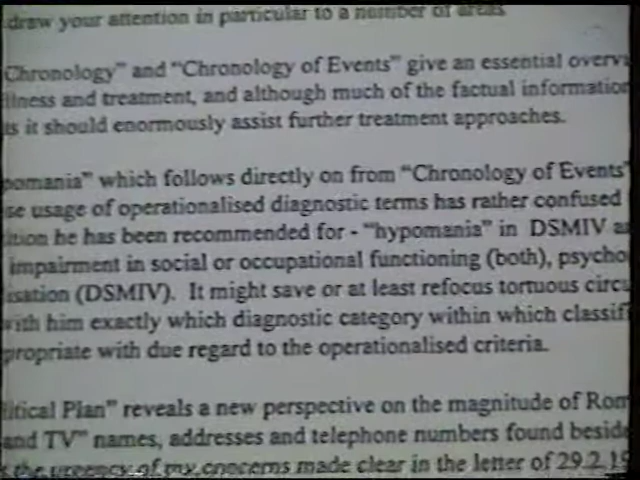 draw your attention in particular to a number of areas
Chronology" and "Chronology of Events" give an essential overv
llness and treatment, and although much of the factual information
ts it should enormously assist further treatment approaches.
pomania" which follows directly on from "Chronology of Events"
se usage of operationalised diagnostic terms has rather confused
ition he has been recommended for - "hypomania" in DSMIV a
impairment in social or occupational functioning (both), psycho
isation (DSMIV). It might save or at least refocus tortuous circu
with him exactly which diagnostic category within which classif
propriate with due regard to the operationalised criteria.
litical Plan" reveals a new perspective on the magnitude of Rom
and TV" names, addresses and telephone numbers found besid
the urgency of my concerns made clear in the letter of 29.2.19